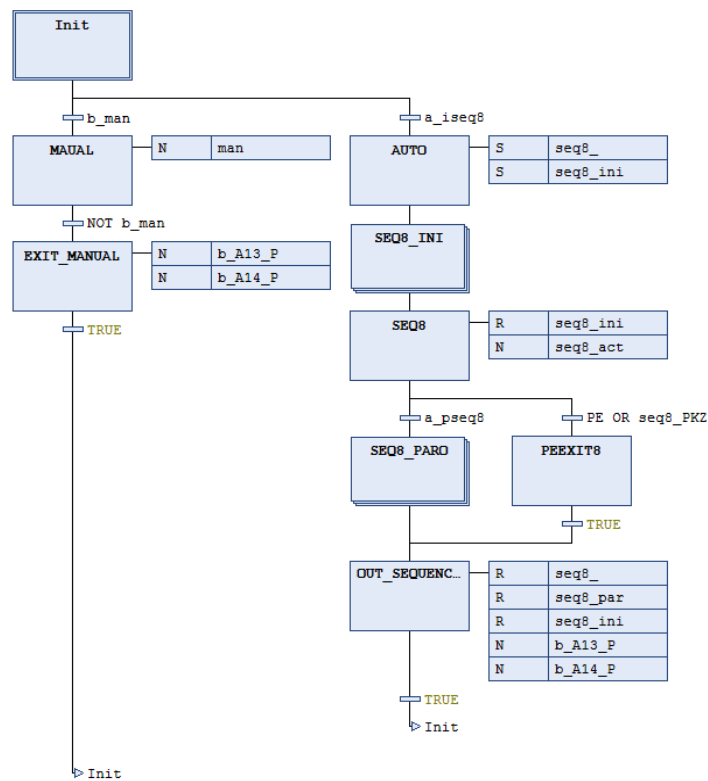 Init
b_man
a_iseq8
MAUAL
N man
AUTO
S seq8_
S seq8_ini
NOT b_man
SEQ8_INI
EXIT_MANUAL
N b_A13_P
N b_A14_P
SEQ8
R seq8_ini
N seq8_act
TRUE
a_pseq8
PE OR seq8_PKZ
SEQ8_PARO
PEEXIT8
TRUE
OUT_SEQUENC...
R seq8_
R seq8_par
R seq8_ini
N b_A13_P
N b_A14_P
TRUE
Init
Init